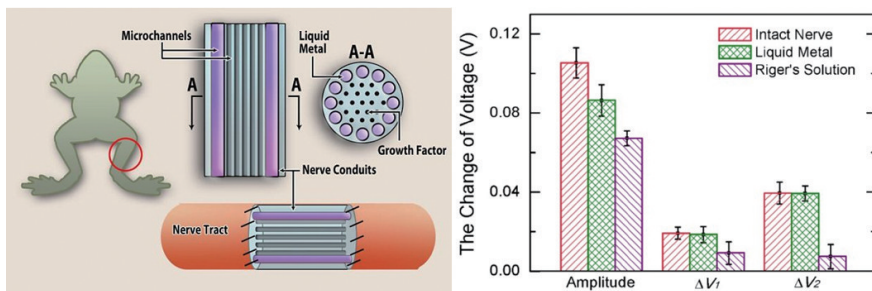 Microchannels
Liquid
Metal
A-A
A
A
Growth Factor
Nerve Conduits
Nerve Tract
The Change of Voltage (V)
0.12
0.08
0.04
0.00
Intact Nerve
Liquid Metal
Riger's Solution
Amplitude
ΔV1
ΔV2